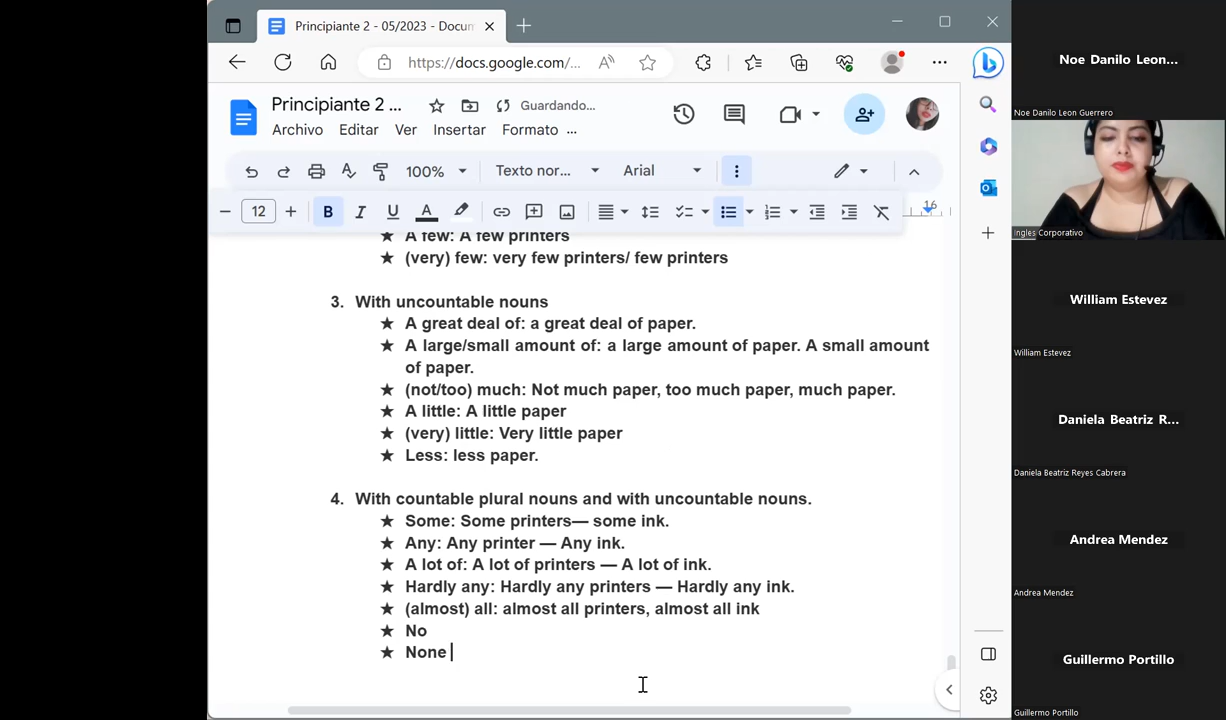 Principiante 2 - 05/2023 - Docum
https://docs.google.com/...
Principiante 2 ...
Guardando...
Archivo Editar Ver Insertar Formato ...
100% Texto nor... Arial
12 B I U A
16
★ A few: A few printers
★ (very) few: very few printers/ few printers
3. With uncountable nouns
★ A great deal of: a great deal of paper.
★ A large/small amount of: a large amount of paper. A small amount
of paper.
★ (not/too) much: Not much paper, too much paper, much paper.
★ A little: A little paper
★ (very) little: Very little paper
★ Less: less paper.
4. With countable plural nouns and with uncountable nouns.
★ Some: Some printers— some ink.
★ Any: Any printer — Any ink.
★ A lot of: A lot of printers — A lot of ink.
★ Hardly any: Hardly any printers — Hardly any ink.
★ (almost) all: almost all printers, almost all ink
★ No
★ None
Noe Danilo Leon...
Noe Danilo Leon Guerrero
Ingles Corporativo
William Estevez
William Estevez
Daniela Beatriz R...
Daniela Beatriz Reyes Cabrera
Andrea Mendez
Andrea Mendez
Guillermo Portillo
Guillermo Portillo